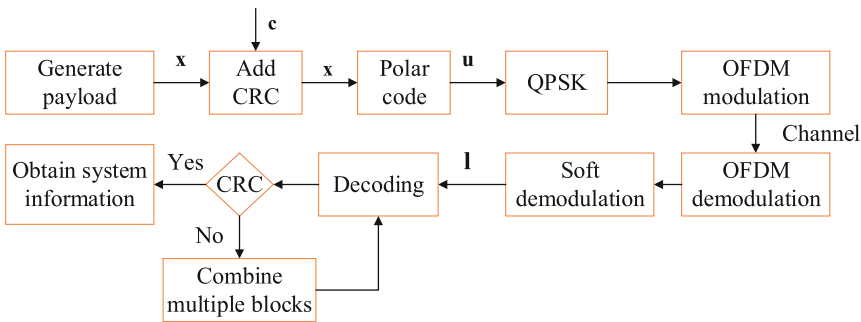 c
Generate
payload
x
Add
CRC
x
Polar
code
u
QPSK
OFDM
modulation
Channel
Obtain system
information
Yes
CRC
Decoding
l
Soft
demodulation
OFDM
demodulation
No
Combine
multiple blocks